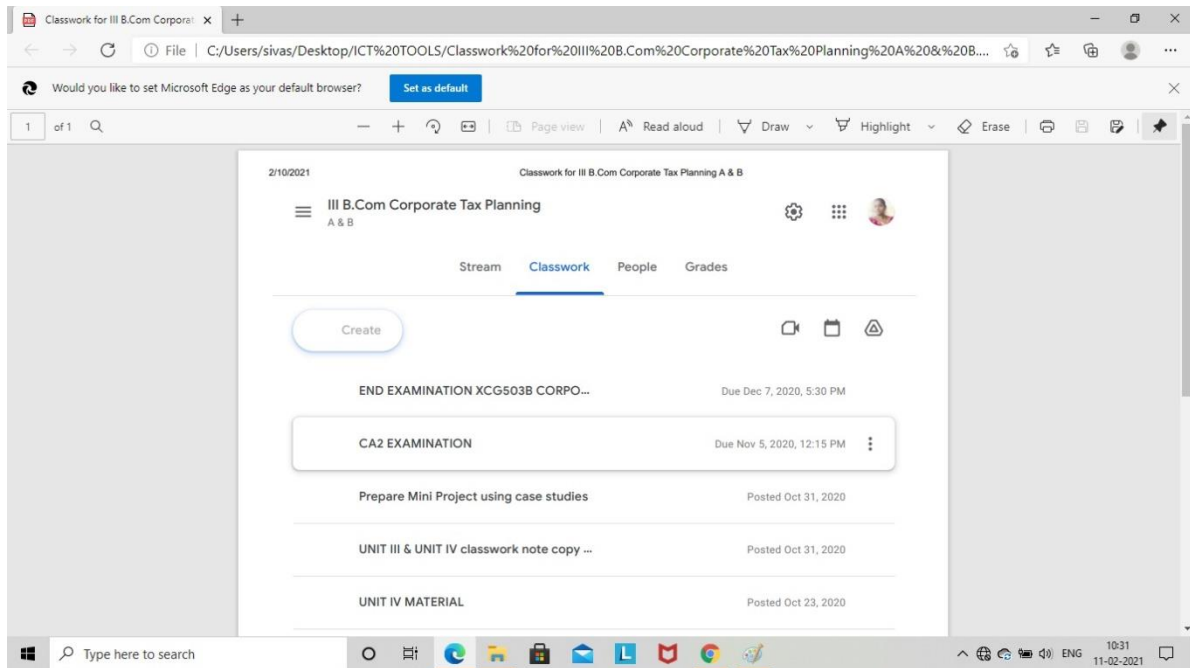 Classwork for III B.Com Corporat
File | C:/Users/sivas/Desktop/ICT%20TOOLS/Classwork%20for%20III%20B.Com%20Corporate%20Tax%20Planning%20A%20&%20B....
Would you like to set Microsoft Edge as your default browser? Set as default
1 of 1 Page view Read aloud Draw Highlight Erase
2/10/2021 Classwork for III B.Com Corporate Tax Planning A & B
III B.Com Corporate Tax Planning
A & B
Stream Classwork People Grades
Create
END EXAMINATION XCG503B CORPO... Due Dec 7, 2020, 5:30 PM
CA2 EXAMINATION Due Nov 5, 2020, 12:15 PM
Prepare Mini Project using case studies Posted Oct 31, 2020
UNIT III & UNIT IV classwork note copy ... Posted Oct 31, 2020
UNIT IV MATERIAL Posted Oct 23, 2020
Type here to search L ENG 10:31
11-02-2021